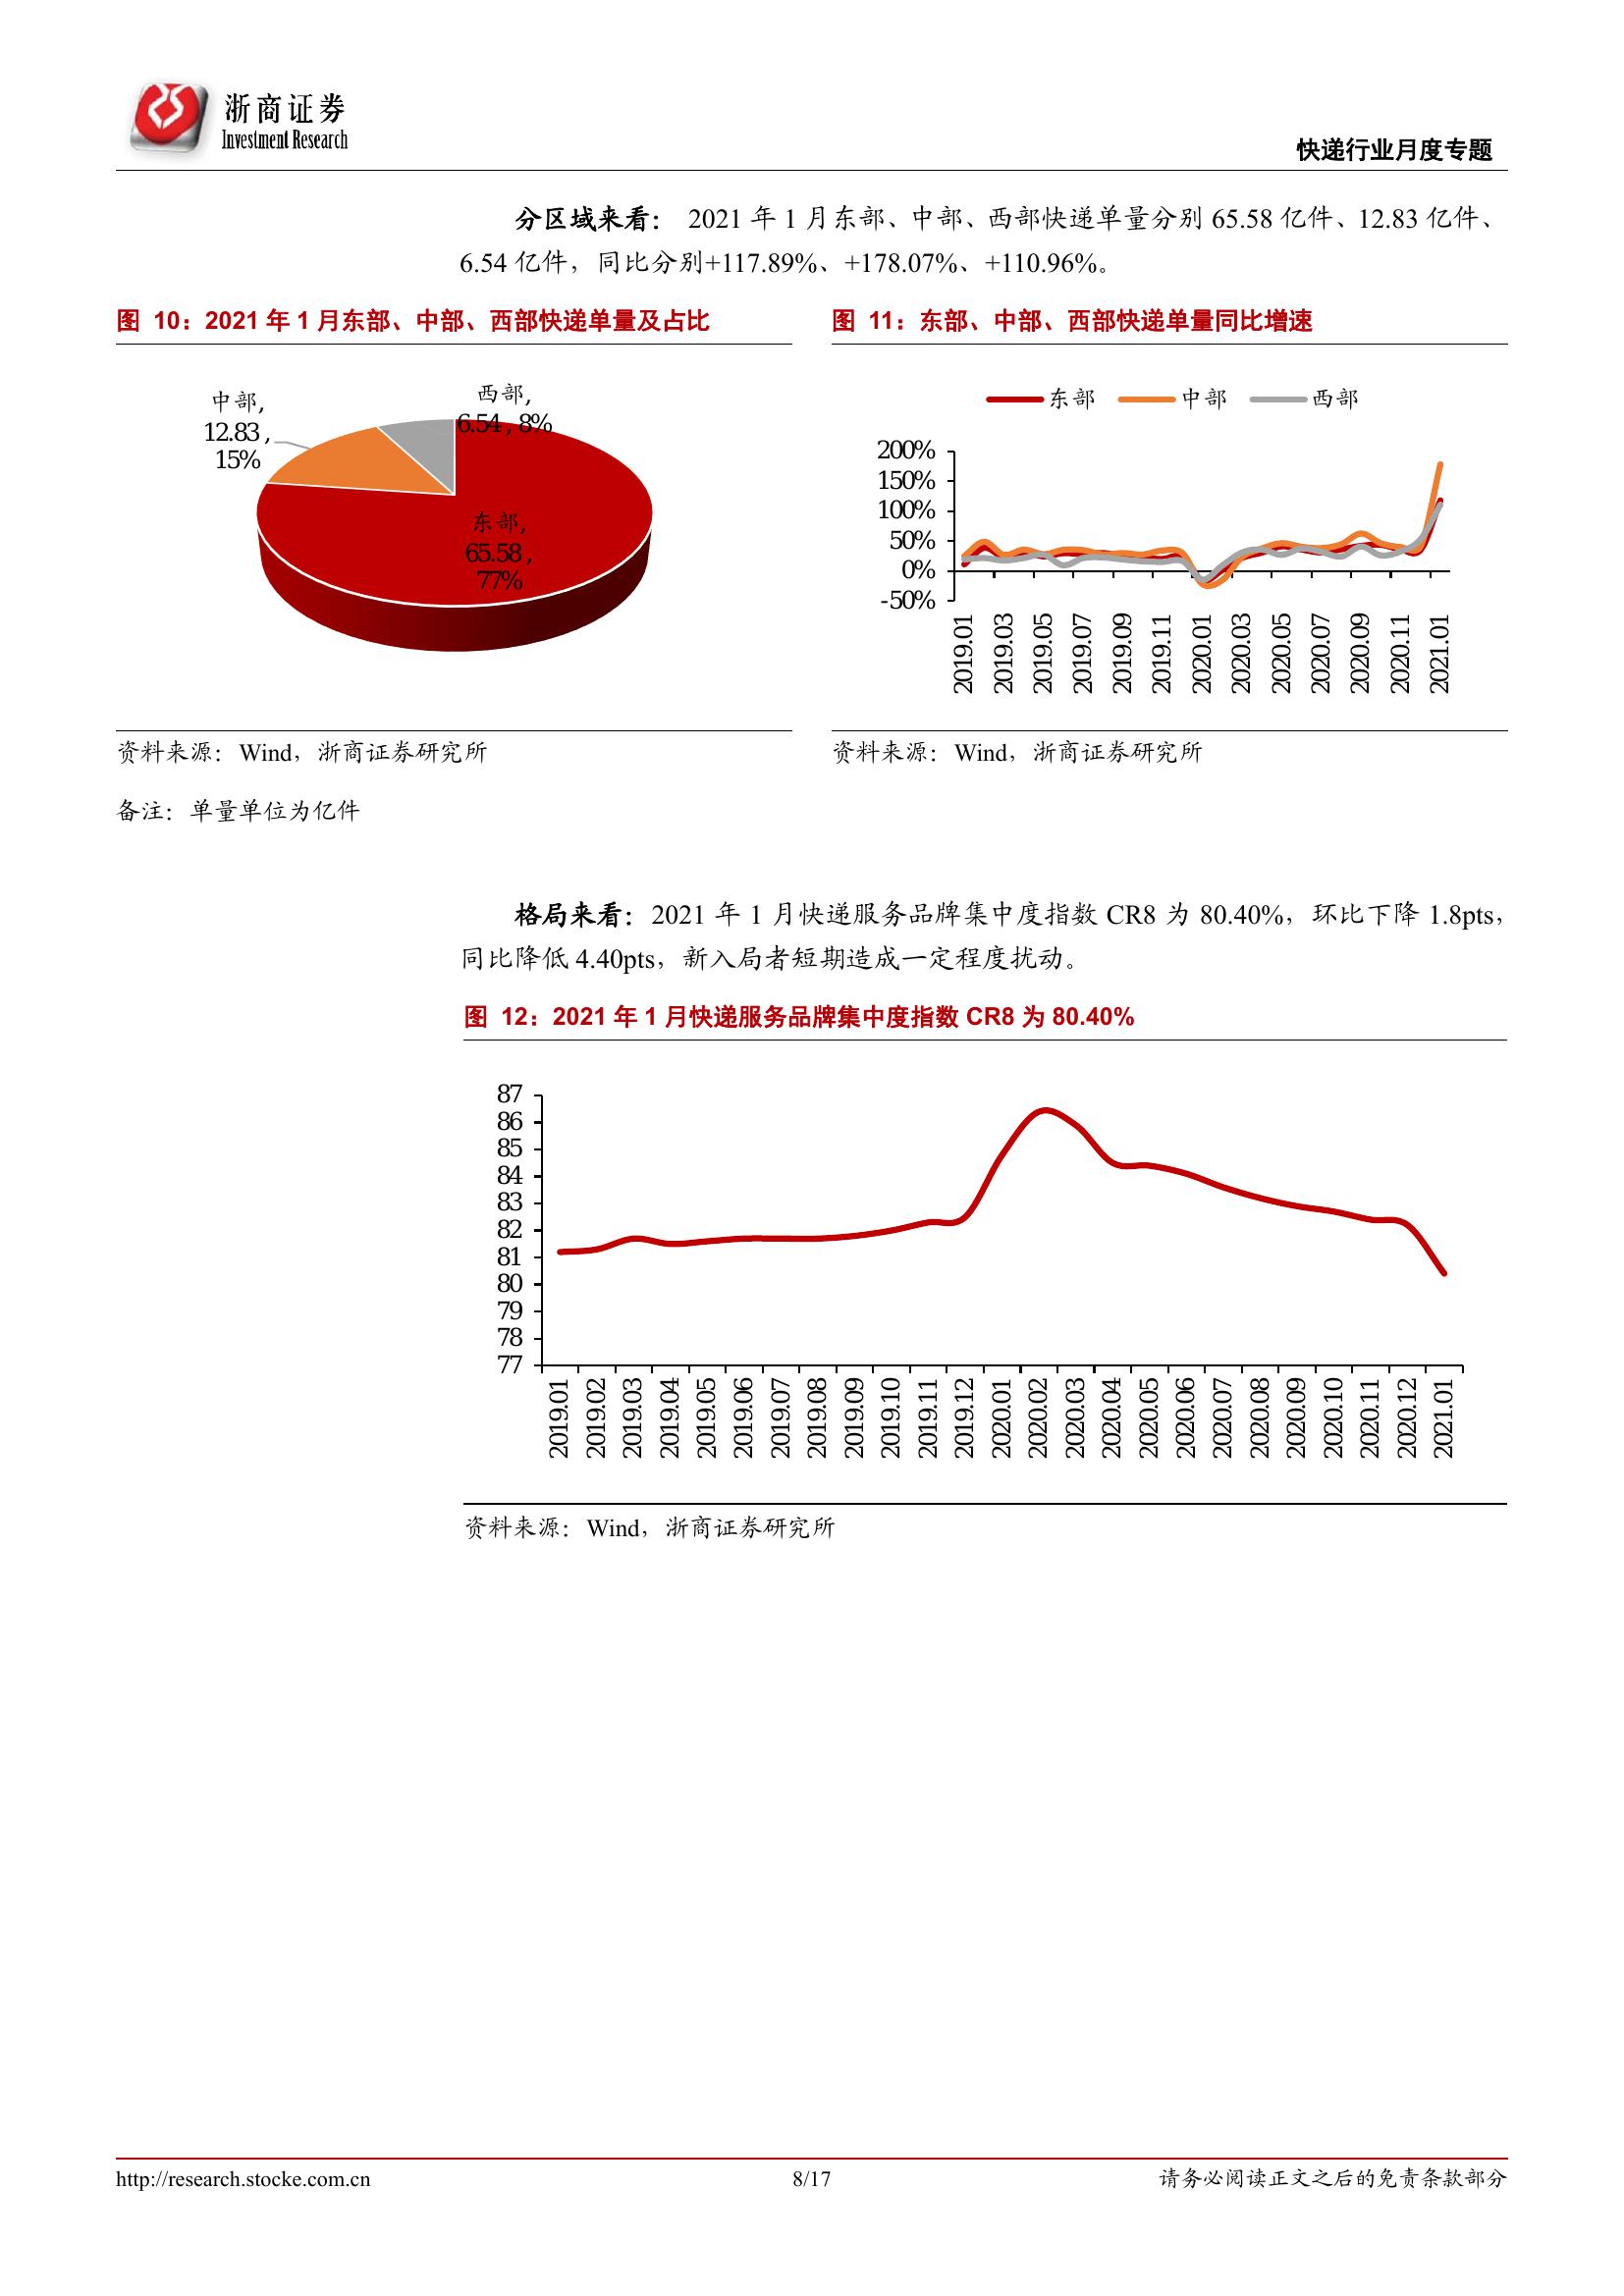 浙商证券
Investment Research
快递行业月度专题
分区域来看： 2021 年 1 月东部、中部、西部快递单量分别 65.58 亿件、12.83 亿件、
6.54 亿件，同比分别+117.89%、+178.07%、+110.96%。
图 10：2021 年 1 月东部、中部、西部快递单量及占比
中部,
12.83 ,
15%
西部,
6.54 , 8%
东部,
65.58 ,
77%
资料来源：Wind，浙商证券研究所
备注：单量单位为亿件
图 11：东部、中部、西部快递单量同比增速
东部 中部 西部
200%
150%
100%
50%
0%
-50%
2019.01 2019.03 2019.05 2019.07 2019.09 2019.11 2020.01 2020.03 2020.05 2020.07 2020.09 2020.11 2021.01
资料来源：Wind，浙商证券研究所
格局来看：2021 年 1 月快递服务品牌集中度指数 CR8 为 80.40%，环比下降 1.8pts，
同比降低 4.40pts，新入局者短期造成一定程度扰动。
图 12：2021 年 1 月快递服务品牌集中度指数 CR8 为 80.40%
87
86
85
84
83
82
81
80
79
78
77
2019.01 2019.02 2019.03 2019.04 2019.05 2019.06 2019.07 2019.08 2019.09 2019.10 2019.11 2019.12 2020.01 2020.02 2020.03 2020.04 2020.05 2020.06 2020.07 2020.08 2020.09 2020.10 2020.11 2020.12 2021.01
资料来源：Wind，浙商证券研究所
http://research.stocke.com.cn
8/17
请务必阅读正文之后的免责条款部分